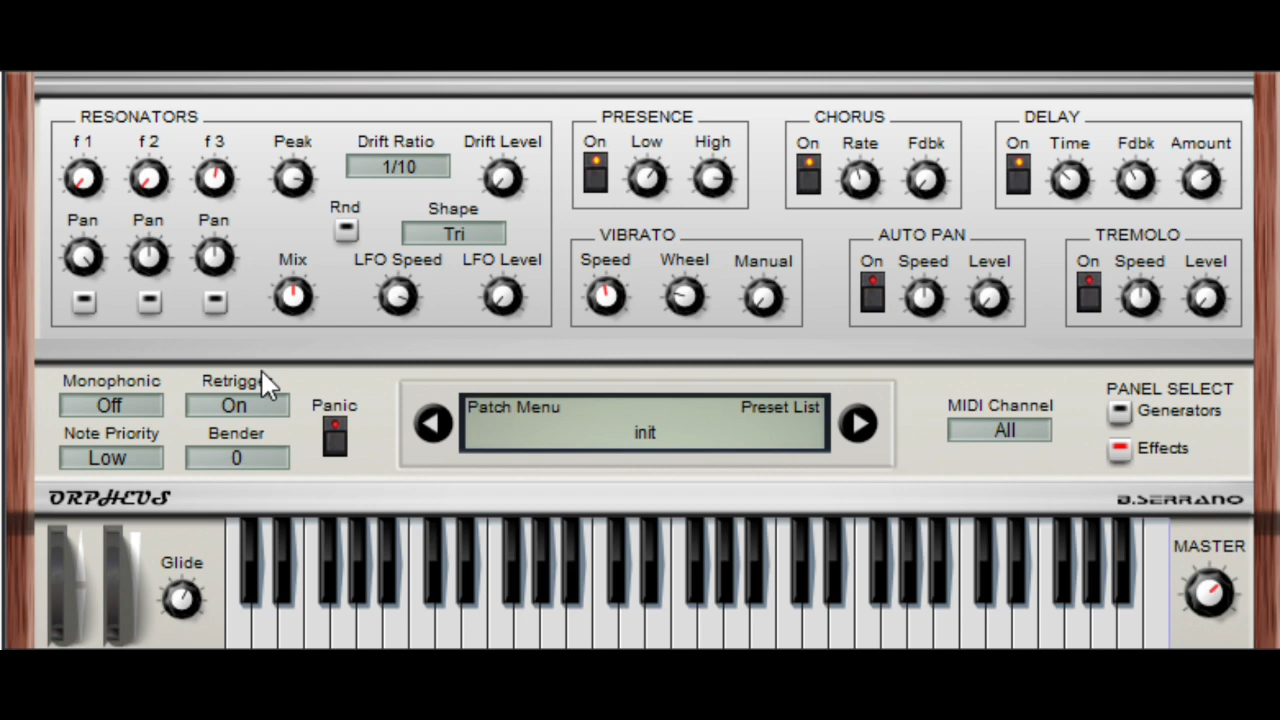 RESONATORS
f 1 f 2 f 3 Peak Drift Ratio Drift Level
1/10
Pan Pan Pan Rnd Shape
Tri
Mix LFO Speed LFO Level
PRESENCE
On Low High
CHORUS
On Rate Fdbk
DELAY
On Time Fdbk Amount
VIBRATO
Speed Wheel Manual
AUTO PAN
On Speed Level
TREMOLO
On Speed Level
Monophonic
Off
Note Priority
Low
On
Bender
0
Panic
Patch Menu Preset List
init
MIDI Channel
All
PANEL SELECT
Generators
Effects
ORPHEUS
B.SERRANO
Glide
MASTER